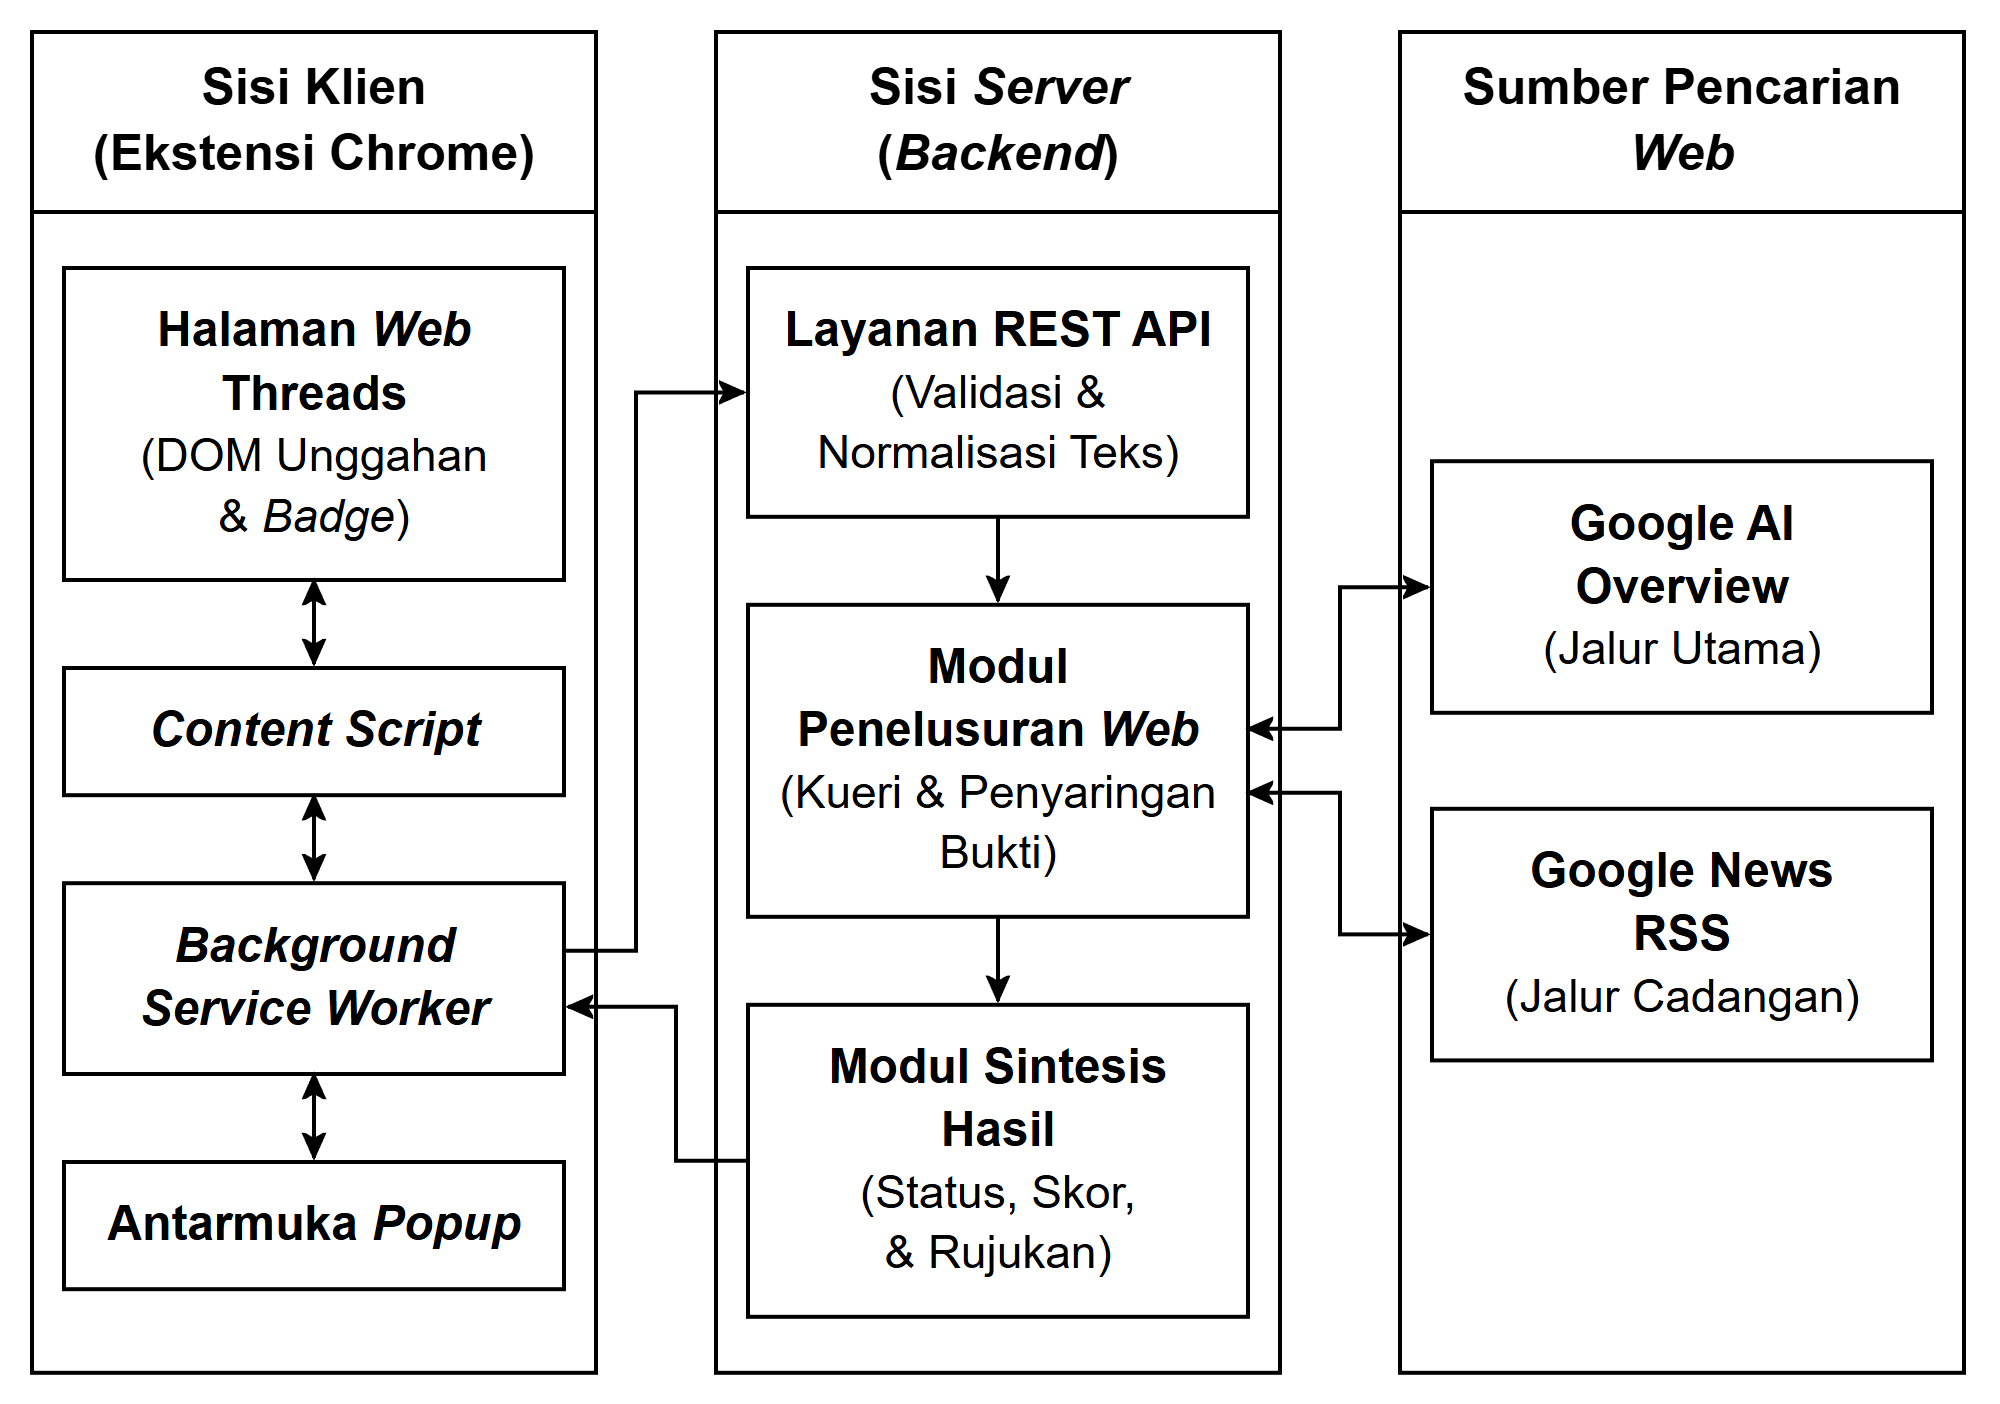 Sisi Klien
(Ekstensi Chrome)
Halaman Web
Threads
(DOM Unggahan
& Badge)
Content Script
Background
Service Worker
Antarmuka Popup
Sisi Server
(Backend)
Layanan REST API
(Validasi &
Normalisasi Teks)
Modul
Penelusuran Web
(Kueri & Penyaringan
Bukti)
Modul Sintesis
Hasil
(Status, Skor,
& Rujukan)
Sumber Pencarian
Web
Google AI
Overview
(Jalur Utama)
Google News
RSS
(Jalur Cadangan)